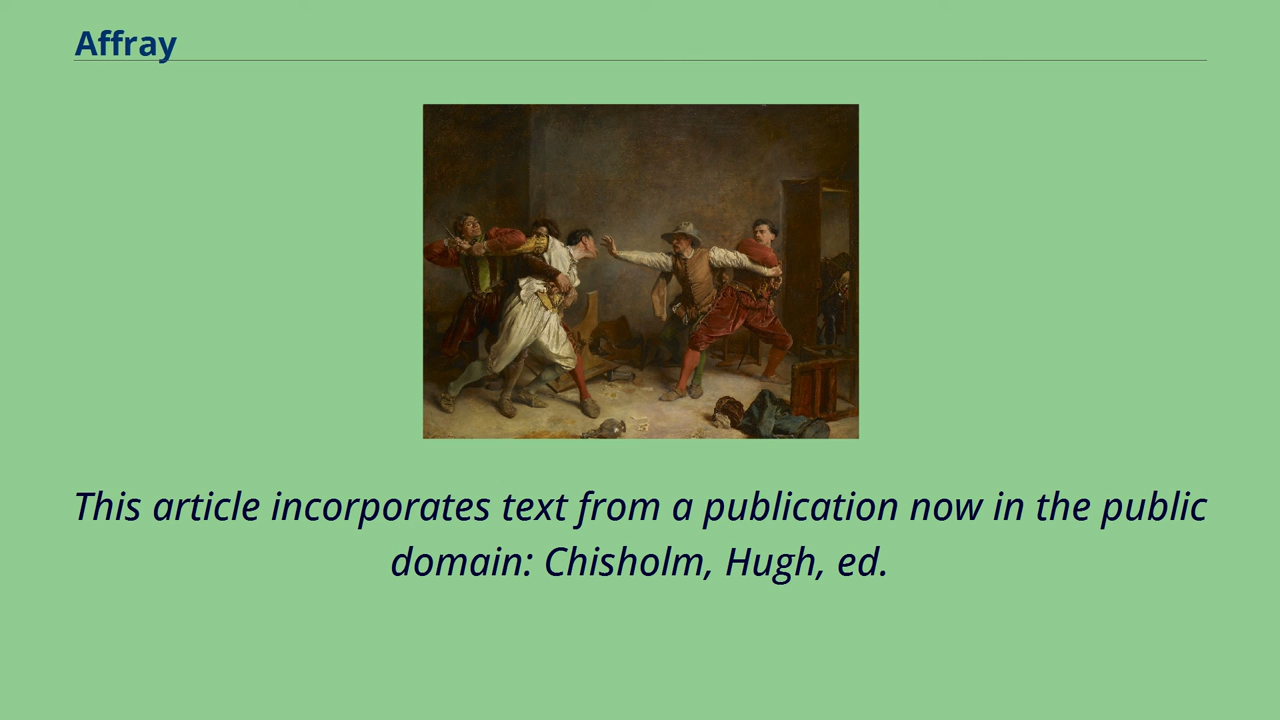 Affray
This article incorporates text from a publication now in the public
domain: Chisholm, Hugh, ed.